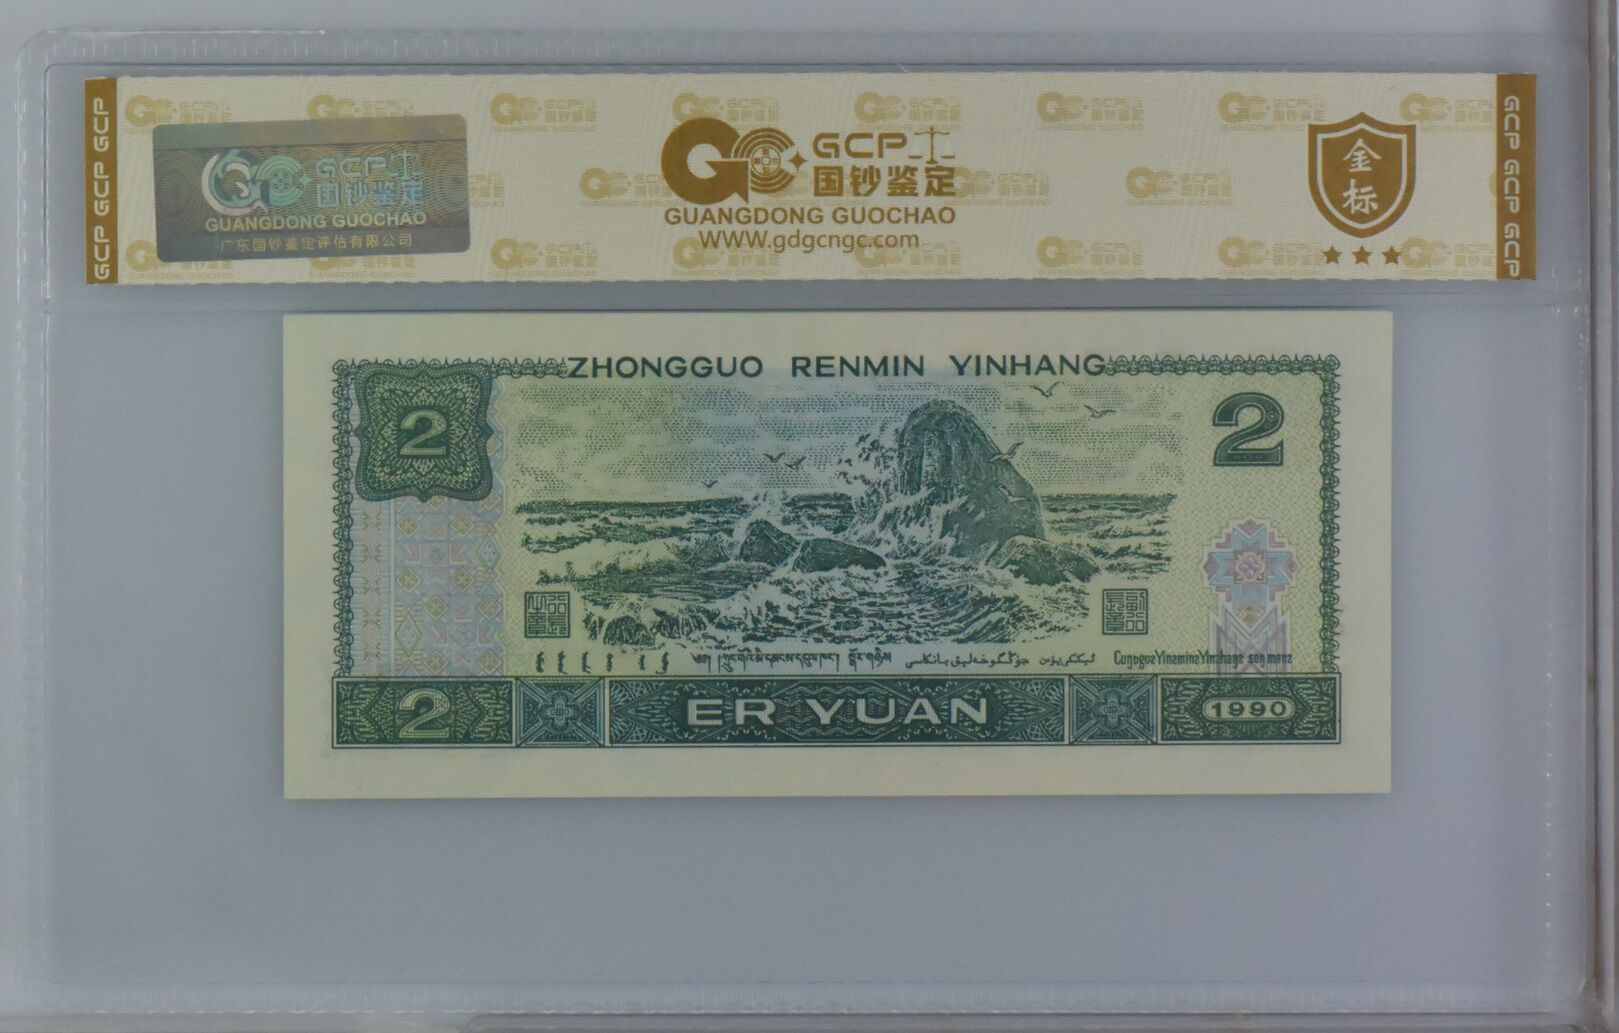 GCP GCP GCP
GCP
国钞鉴定
GUANGDONG GUOCHAO
广东国钞鉴定评估有限公司
GCP
国钞鉴定
GUANGDONG GUOCHAO
WWW.gdgcngc.com
金
标
GCP GCP GCP
ZHONGGUO RENMIN YINHANG
2
2
2
ER YUAN
1990